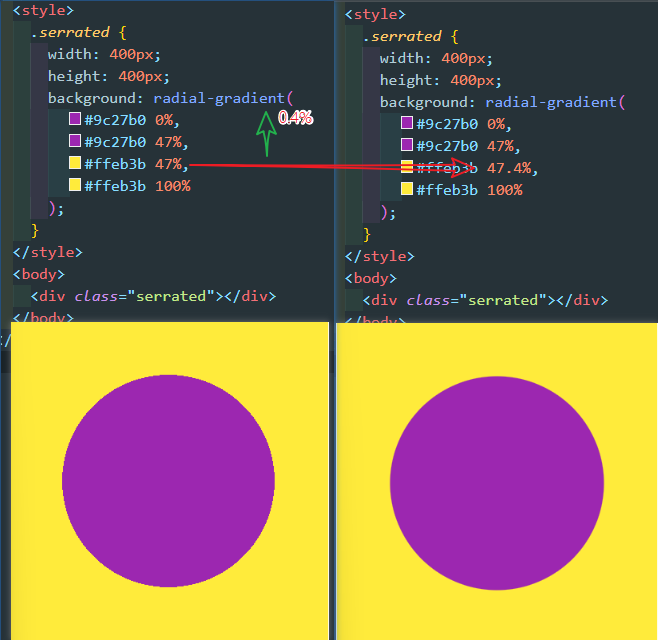 <style>
.serrated {
width: 400px;
height: 400px;
background: radial-gradient(
#9c27b0 0%,
#9c27b0 47%,
#ffeb3b 47%,
#ffeb3b 100%
);
}
</style>
<body>
<div class="serrated"></div>
</body>
</
0.4%
<style>
.serrated {
width: 400px;
height: 400px;
background: radial-gradient(
#9c27b0 0%,
#9c27b0 47%,
#ffeb3b 47.4%,
#ffeb3b 100%
);
}
</style>
<body>
<div class="serrated"></div>
</body>